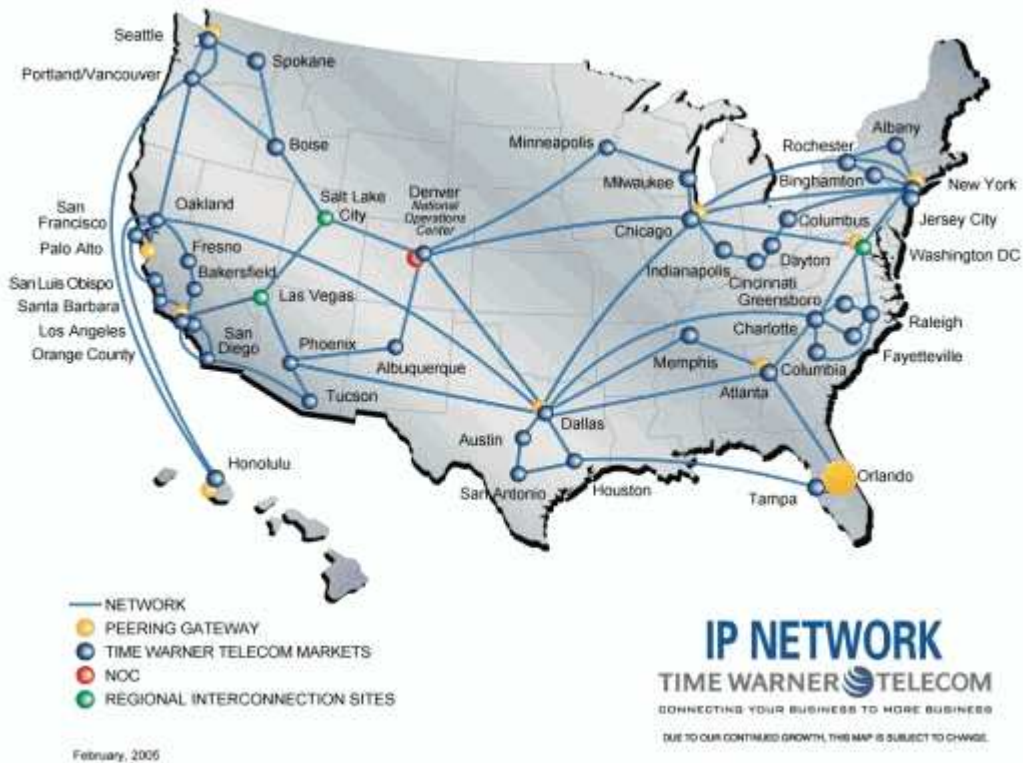 Seattle
Spokane
Portland/Vancouver
Boise
Minneapolis
Albany
Rochester
Binghamton
Milwaukee
New York
Salt Lake
City
Denver
National
Operations
Center
San
Francisco
Oakland
Chicago
Columbus
Jersey City
Palo Alto
Fresno
Dayton
Washington DC
Indianapolis
Cincinnati
Bakersfield
San Luis Obispo
Greensboro
Las Vegas
Santa Barbara
Charlotte
Raleigh
Los Angeles
San
Diego
Orange County
Phoenix
Albuquerque
Memphis
Fayetteville
Columbia
Atlanta
Tucson
Dallas
Austin
Honolulu
San Antonio
Houston
Tampa
Orlando
NETWORK
PEERING GATEWAY
TIME WARNER TELECOM MARKETS
NOC
REGIONAL INTERCONNECTION SITES
IP NETWORK
TIME WARNER TELECOM
CONNECTING YOUR BUSINESS TO MORE BUSINESS
DUE TO OUR CONTINUED GROWTH, THIS MAP IS SUBJECT TO CHANGE.
February,